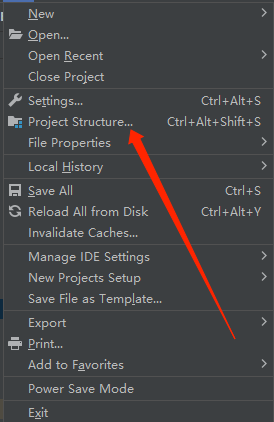 New
Open...
Open Recent
Close Project
Settings... Ctrl+Alt+S
Project Structure... Ctrl+Alt+Shift+S
File Properties
Local History
Save All Ctrl+S
Reload All from Disk Ctrl+Alt+Y
Invalidate Caches...
Manage IDE Settings
New Projects Setup
Save File as Template...
Export
Print...
Add to Favorites
Power Save Mode
Exit